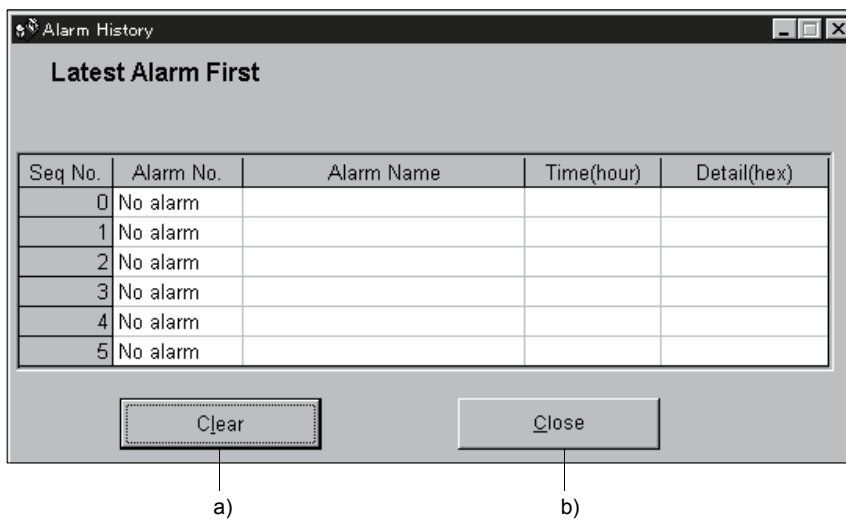 Alarm History
Latest Alarm First
Seq No. Alarm No. Alarm Name Time(hour) Detail(hex)
0 No alarm
1 No alarm
2 No alarm
3 No alarm
4 No alarm
5 No alarm
Clear Close
a) b)